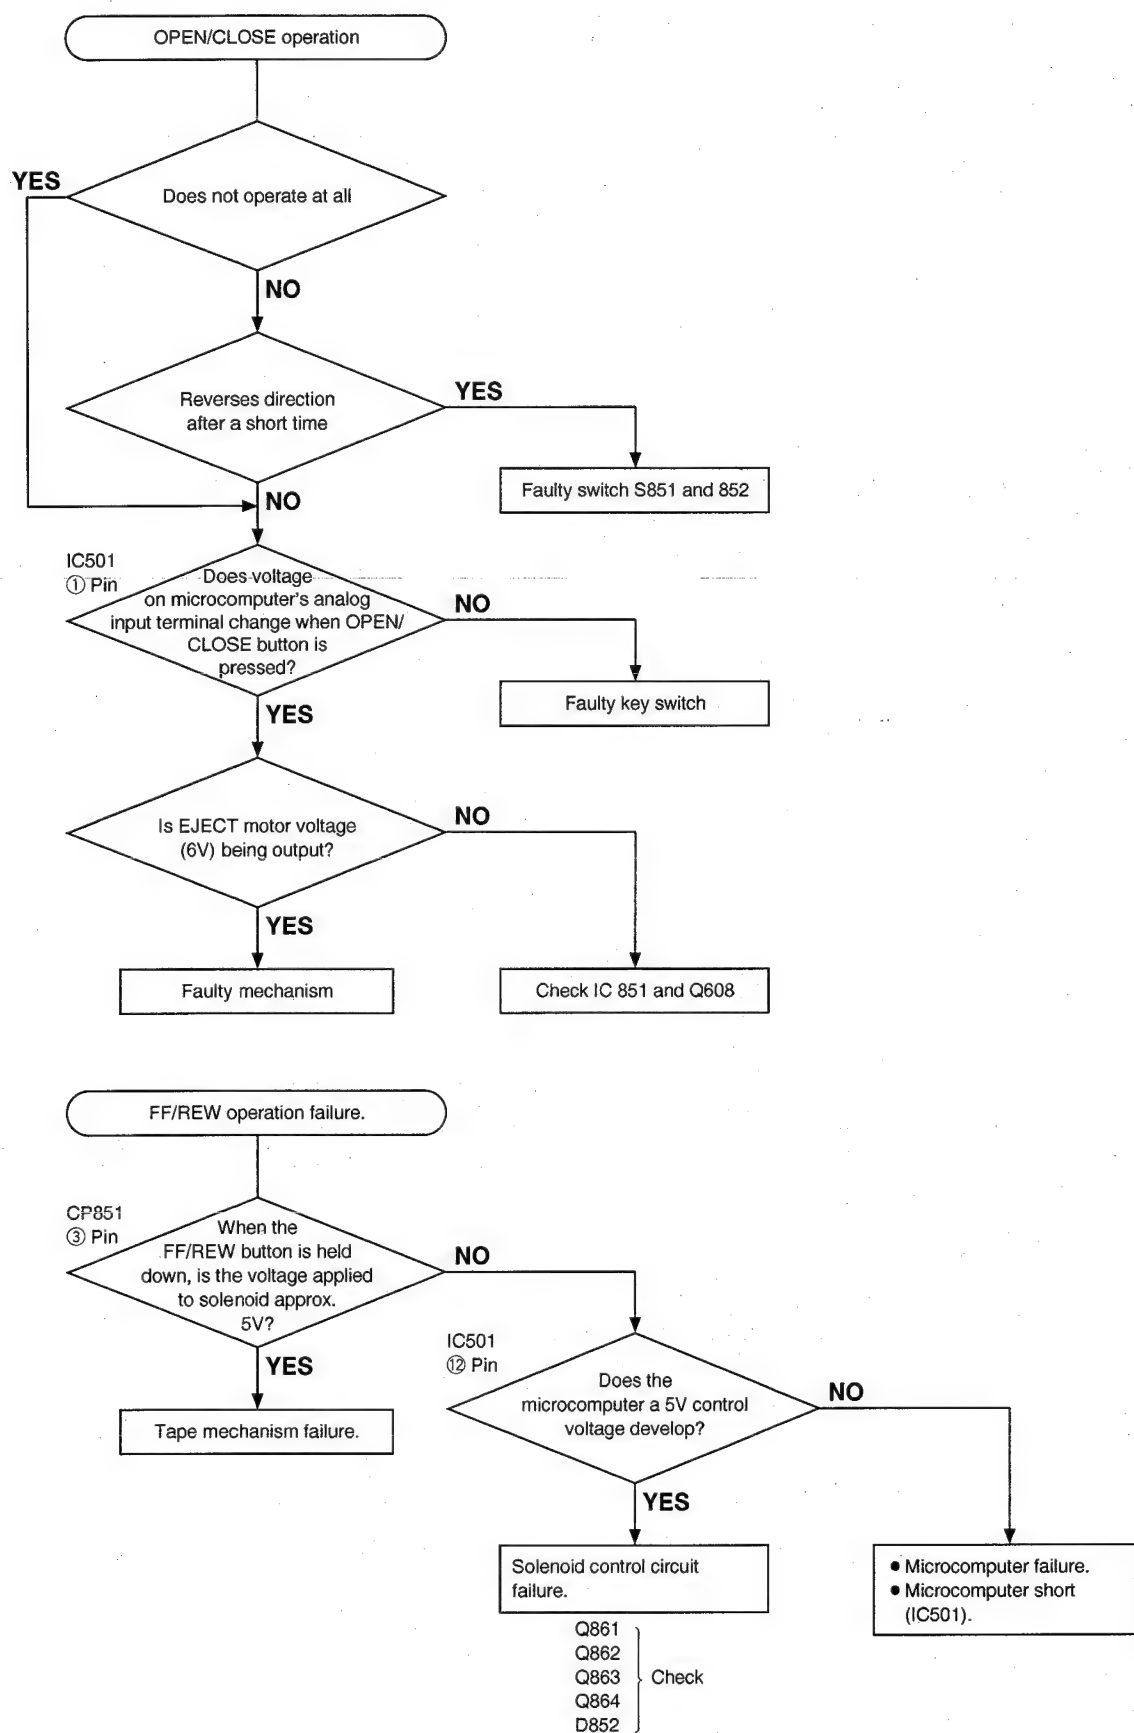 OPEN/CLOSE operation
YES
Does not operate at all
NO
Reverses direction
after a short time
YES
Faulty switch S851 and 852
NO
IC501
① Pin
Does voltage
on microcomputer's analog
input terminal change when OPEN/
CLOSE button is
pressed?
NO
Faulty key switch
YES
Is EJECT motor voltage
(6V) being output?
NO
YES
Faulty mechanism
Check IC 851 and Q608
FF/REW operation failure.
CP851
③ Pin
When the
FF/REW button is held
down, is the voltage applied
to solenoid approx.
5V?
NO
YES
Tape mechanism failure.
IC501
⑫ Pin
Does the
microcomputer a 5V control
voltage develop?
NO
YES
Solenoid control circuit
failure.
● Microcomputer failure.
● Microcomputer short
(IC501).
Q861
Q862
Q863
Q864
D852
Check